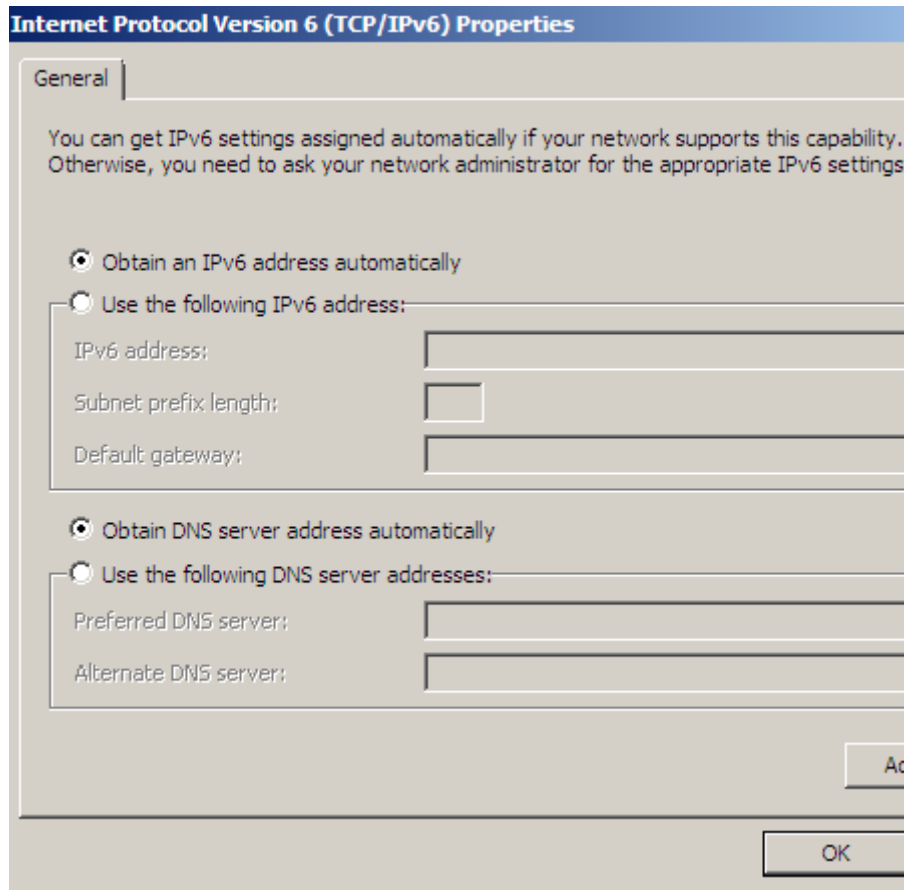 Internet Protocol Version 6 (TCP/IPv6) Properties
General
You can get IPv6 settings assigned automatically if your network supports this capability.
Otherwise, you need to ask your network administrator for the appropriate IPv6 settings
Obtain an IPv6 address automatically
Use the following IPv6 address:
IPv6 address:
Subnet prefix length:
Default gateway:
Obtain DNS server address automatically
Use the following DNS server addresses:
Preferred DNS server:
Alternate DNS server:
OK